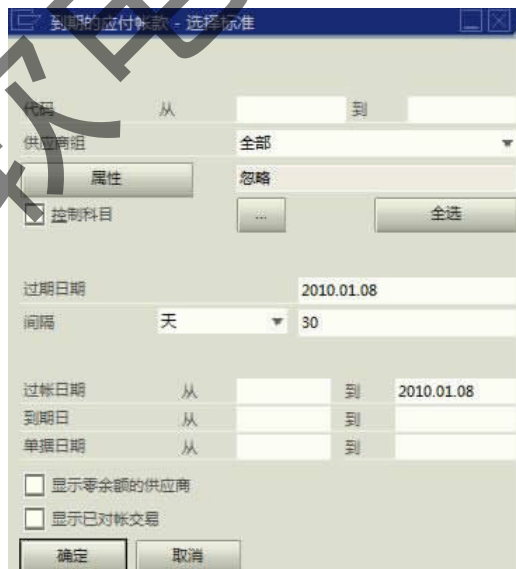 到期的应付帐款 - 选择标准
代码 从 到
供应商组 全部
属性 忽略
控制科目 ... 全选
过期日期 2010.01.08
间隔 天 30
过帐日期 从 到 2010.01.08
到期日 从 到
单据日期 从 到
显示零余额的供应商
显示已对帐交易
确定 取消